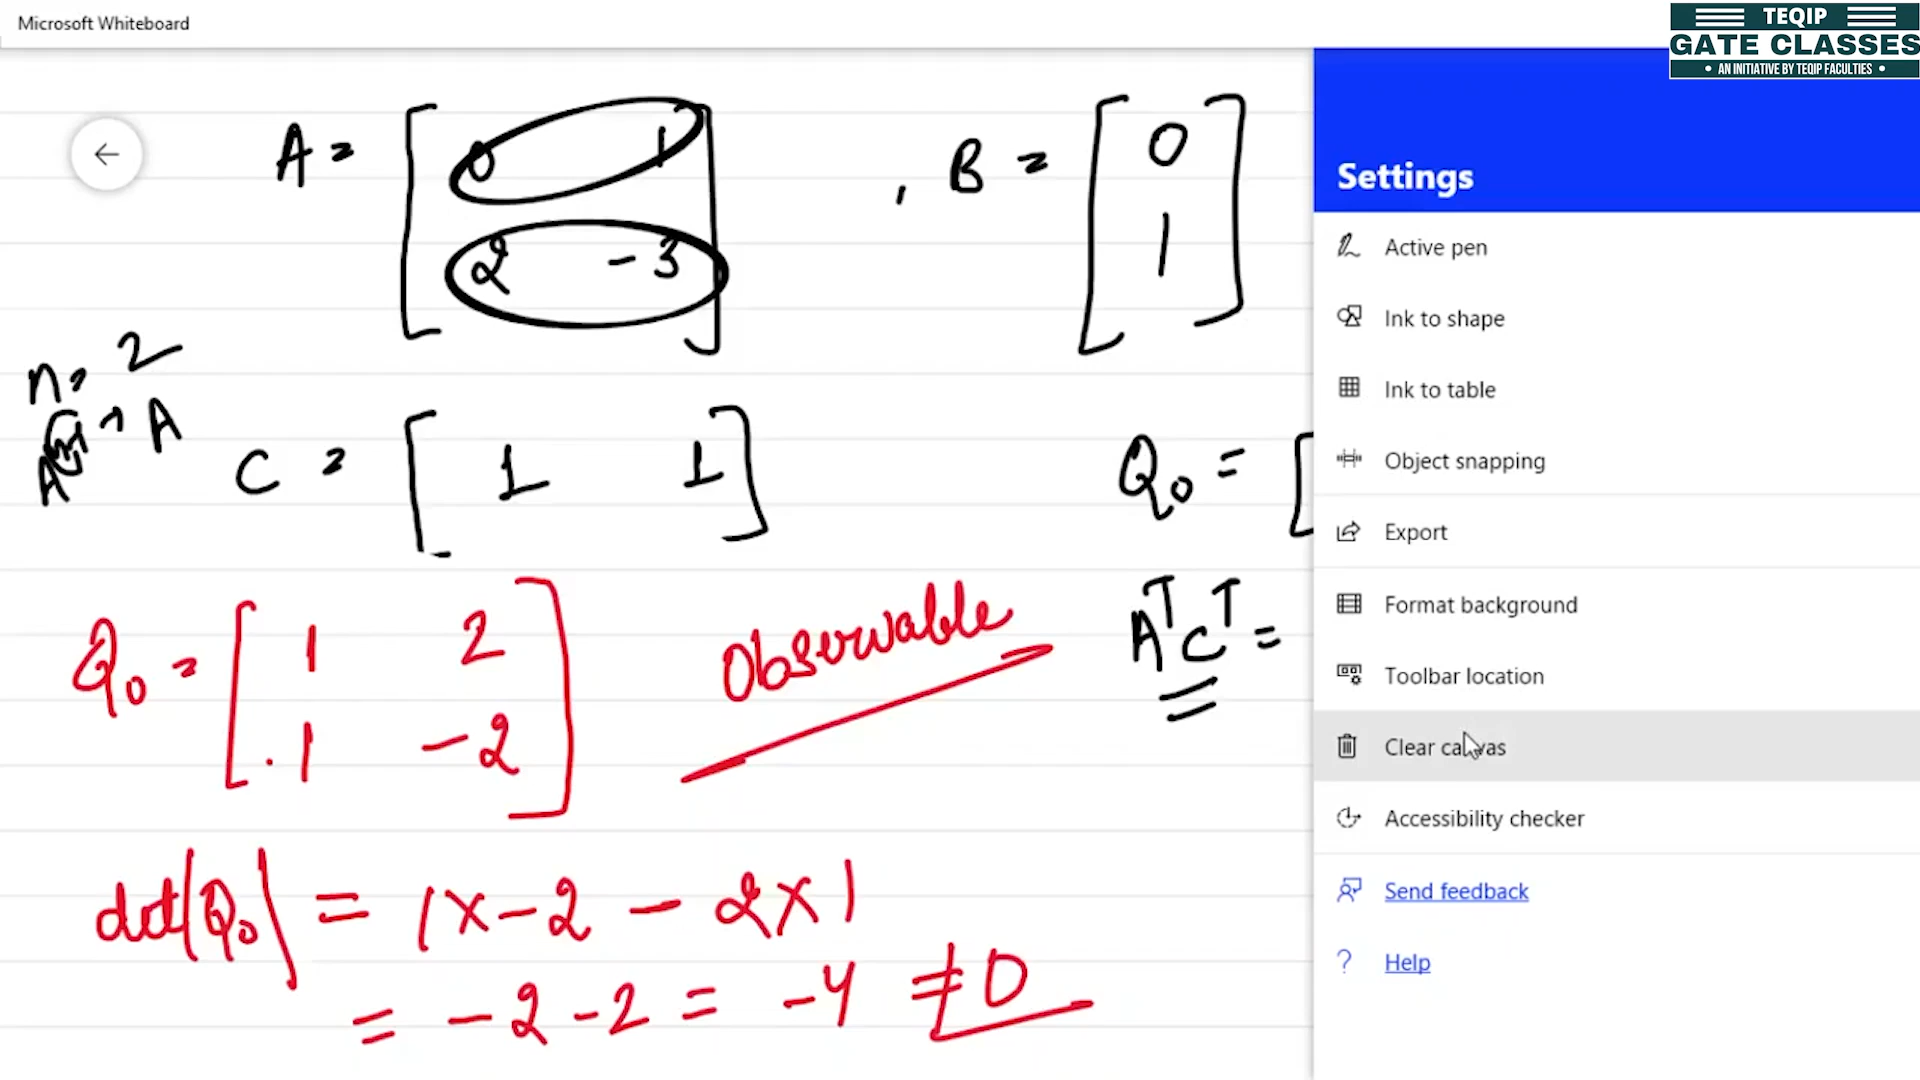 Microsoft Whiteboard
TEQIP
GATE CLASSES
• AN INITIATIVE BY TEQIP FACULTIES •
A = [ 0 1
2 -3 ]
, B = [ 0
1 ]
n = 2
A
C = [ 1 1 ]
Q0 = [
Q0 = [ 1 2
. 1 -2 ]
Observable
A^T C^T =
det(Q0) = 1 x -2 - 2 x 1
= -2 -2 = -4 ≠ 0
Settings
Active pen
Ink to shape
Ink to table
Object snapping
Export
Format background
Toolbar location
Clear canvas
Accessibility checker
Send feedback
Help